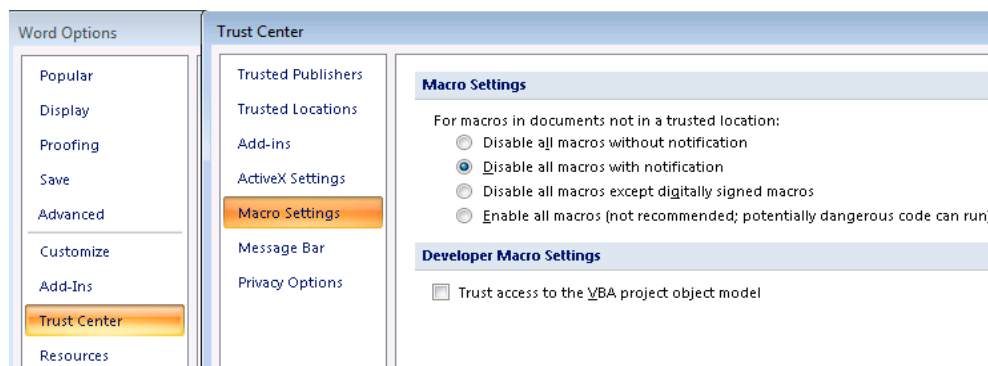 Word Options
Popular
Display
Proofing
Save
Advanced
Customize
Add-Ins
Trust Center
Resources
Trust Center
Trusted Publishers
Trusted Locations
Add-ins
ActiveX Settings
Macro Settings
Message Bar
Privacy Options
Macro Settings
For macros in documents not in a trusted location:
Disable all macros without notification
Disable all macros with notification
Disable all macros except digitally signed macros
Enable all macros (not recommended; potentially dangerous code can run)
Developer Macro Settings
Trust access to the VBA project object model